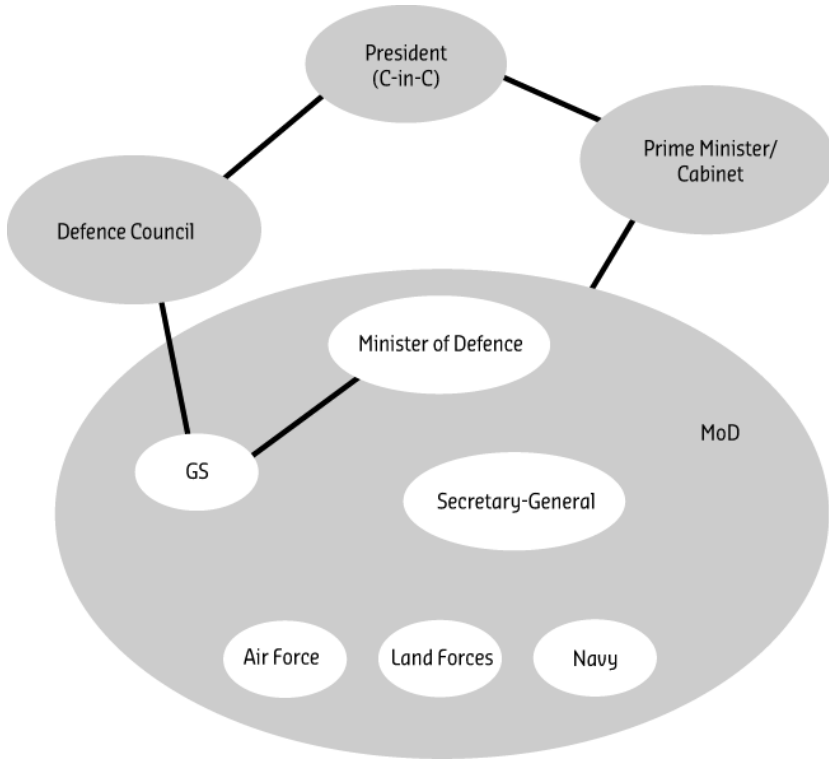 President
(C-in-C)
Prime Minister/
Cabinet
Defence Council
Minister of Defence
MoD
GS
Secretary-General
Air Force
Land Forces
Navy